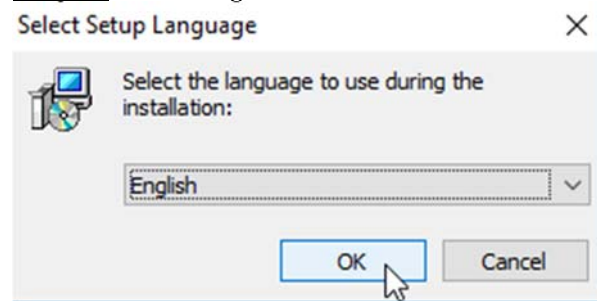 Select Setup Language
Select the language to use during the
installation:
English
OK
Cancel